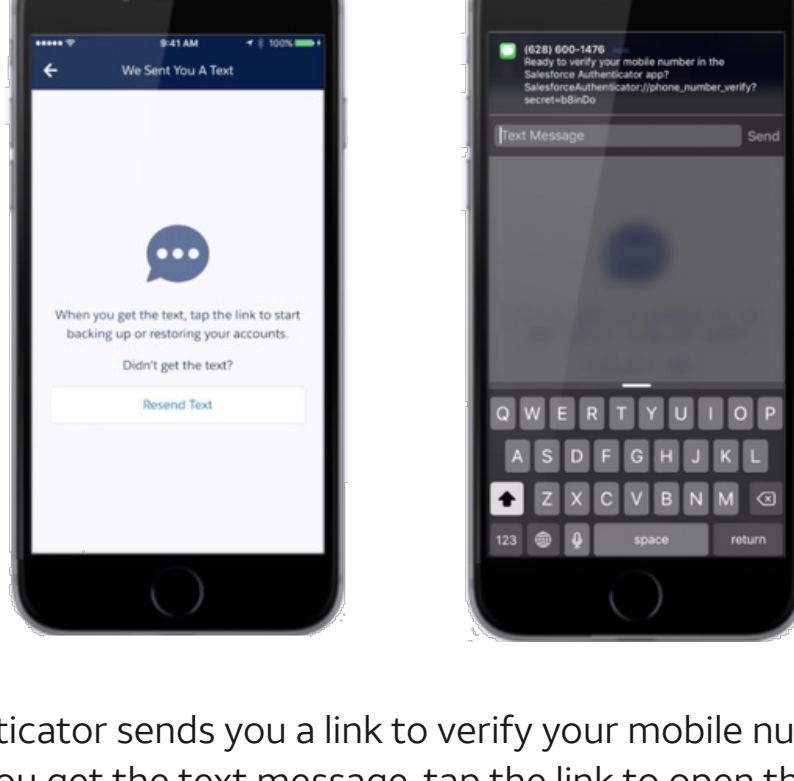 9:41 AM
100%
We Sent You A Text
When you get the text, tap the link to start
backing up or restoring your accounts.
Didn't get the text?
Resend Text
(628) 600-1476 now
Ready to verify your mobile number in the
Salesforce Authenticator app?
SalesforceAuthenticator://phone_number_verify?
secret=b8inDo
Text Message Send
Q W E R T Y U I O P
A S D F G H J K L
Z X C V B N M
123 space return
ticator sends you a link to verify your mobile nu
ou get the text message, tap the link to open th